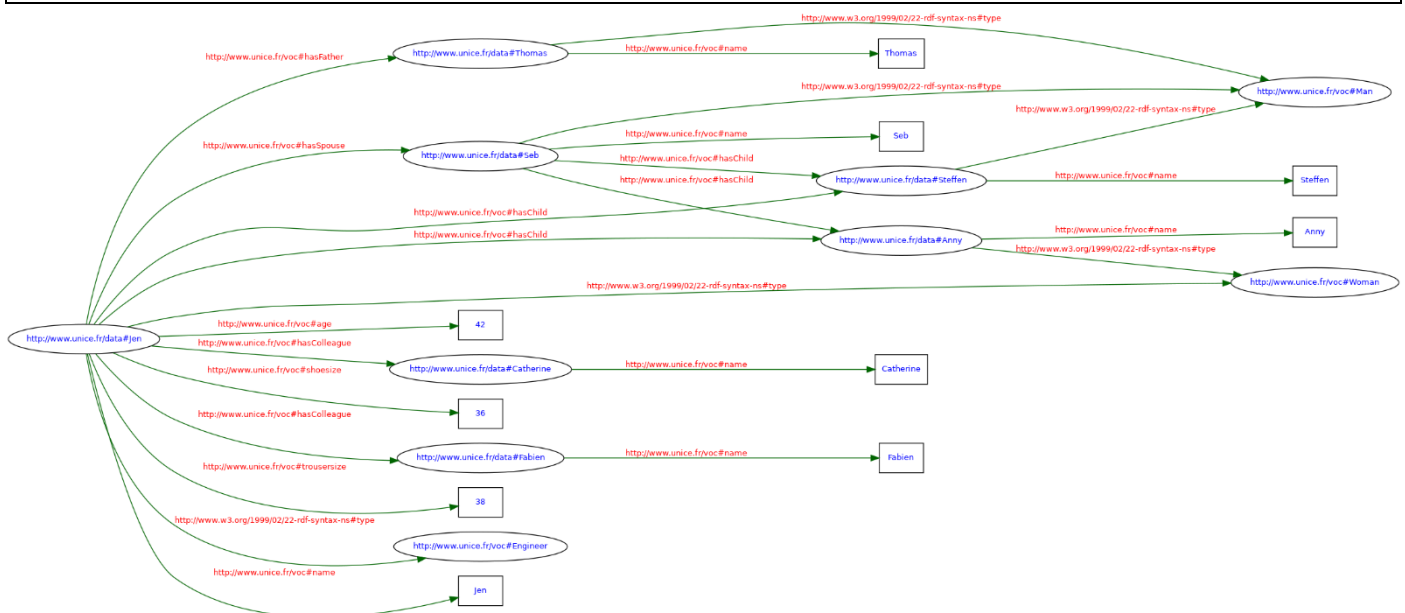 http://www.w3.org/1999/02/22-rdf-syntax-ns#type
http://www.unice.fr/voc#hasFather
http://www.unice.fr/data#Thomas
http://www.unice.fr/voc#name
Thomas
http://www.w3.org/1999/02/22-rdf-syntax-ns#type
http://www.unice.fr/voc#Man
http://www.w3.org/1999/02/22-rdf-syntax-ns#type
http://www.unice.fr/voc#hasSpouse
http://www.unice.fr/data#Seb
http://www.unice.fr/voc#name
Seb
http://www.unice.fr/voc#hasChild
http://www.unice.fr/voc#hasChild
http://www.unice.fr/data#Steffen
http://www.unice.fr/voc#name
Steffen
http://www.unice.fr/voc#hasChild
http://www.unice.fr/voc#hasChild
http://www.unice.fr/data#Anny
http://www.unice.fr/voc#name
Anny
http://www.w3.org/1999/02/22-rdf-syntax-ns#type
http://www.w3.org/1999/02/22-rdf-syntax-ns#type
http://www.unice.fr/voc#Woman
http://www.unice.fr/data#Jen
http://www.unice.fr/voc#age
42
http://www.unice.fr/voc#hasColleague
http://www.unice.fr/data#Catherine
http://www.unice.fr/voc#name
Catherine
http://www.unice.fr/voc#shoesize
36
http://www.unice.fr/voc#hasColleague
http://www.unice.fr/data#Fabien
http://www.unice.fr/voc#name
Fabien
http://www.unice.fr/voc#trousersize
38
http://www.w3.org/1999/02/22-rdf-syntax-ns#type
http://www.unice.fr/voc#Engineer
http://www.unice.fr/voc#name
Jen